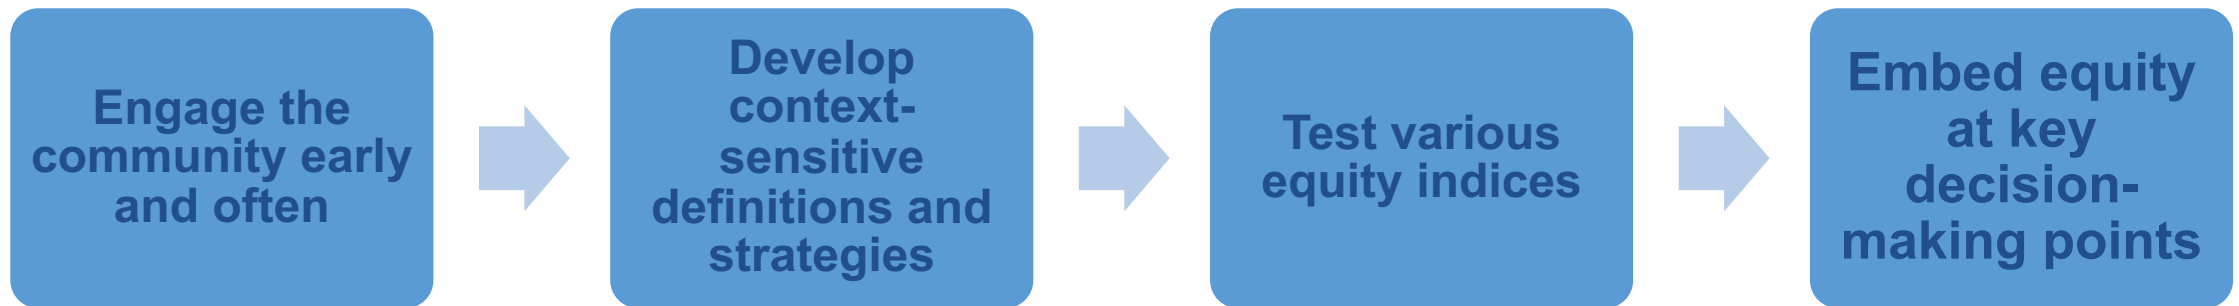 Engage the
community early
and often
Develop
context-
sensitive
definitions and
strategies
Test various
equity indices
Embed equity
at key
decision-
making points